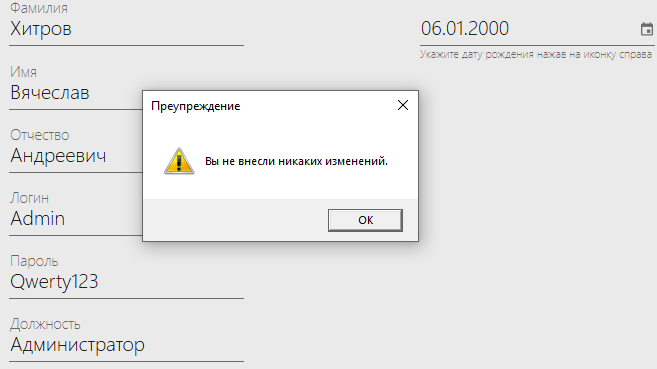 Фамилия
Хитров
06.01.2000
Укажите дату рождения нажав на иконку справа
Имя
Вячеслав
Преупреждение
Отчество
Андреевич
Вы не внесли никаких изменений.
Логин
Admin
ОК
Пароль
Qwerty123
Должность
Администратор